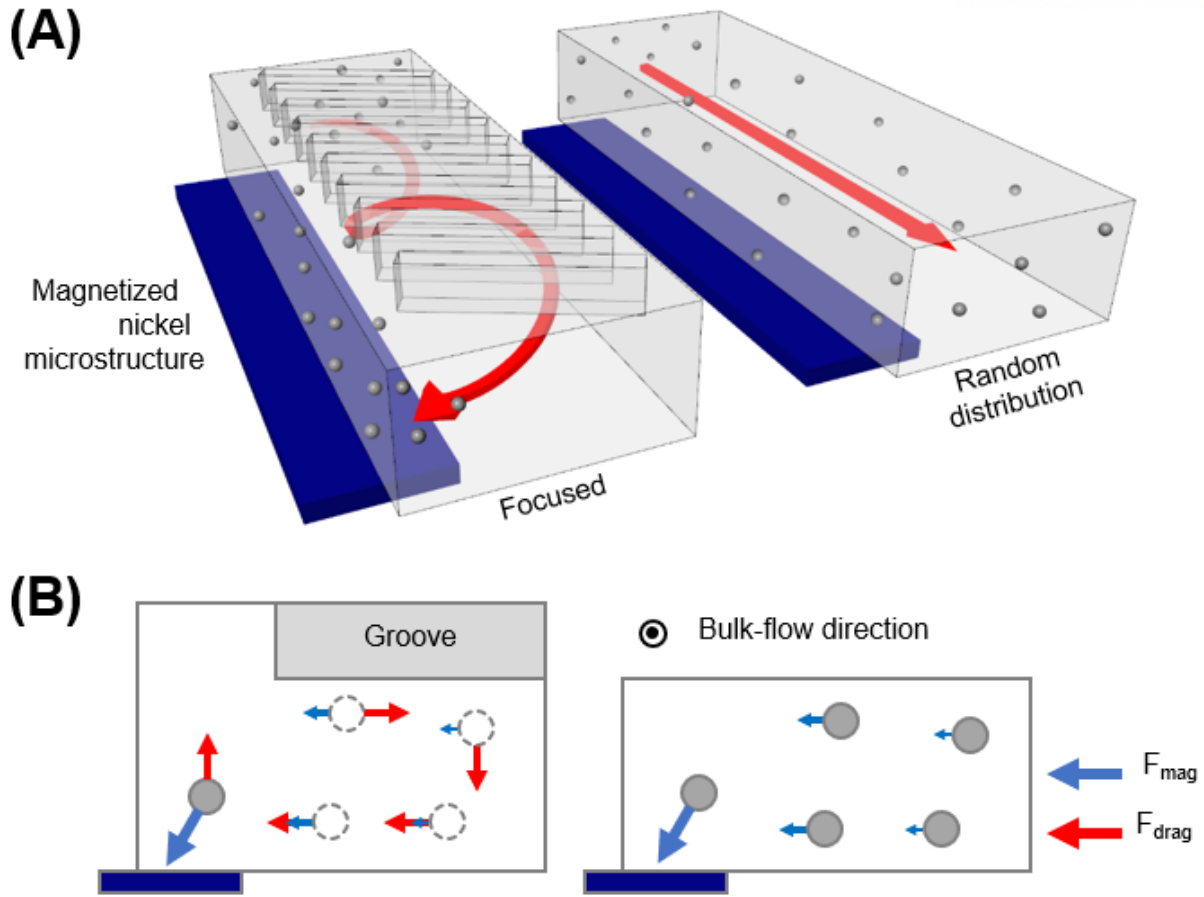 (A)
Magnetized
nickel
microstructure
Focused
Random
distribution
(B)
Groove
Bulk-flow direction
Fmag
Fdrag